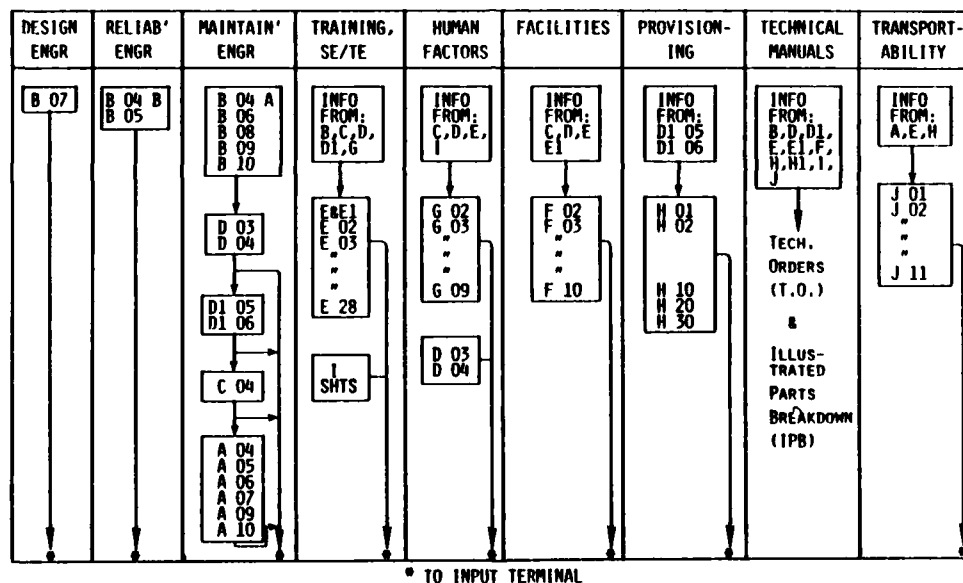 DESIGN
ENGR
RELIAB'
ENGR
MAINTAIN'
ENGR
TRAINING,
SE/TE
HUMAN
FACTORS
FACILITIES
PROVISION-
ING
TECHNICAL
MANUALS
TRANSPORT-
ABILITY
B 07
B 04 B
B 05
B 04 A
B 06
B 08
B 09
B 10
D 03
D 04
D1 05
D1 06
C 04
A 04
A 05
A 06
A 07
A 09
A 10
INFO
FROM:
B,C,D,
D1,G
E&E1
E 02
E 03
"
"
"
E 28
I
SHTS
INFO
FROM:
C,D,E,
I
G 02
G 03
"
"
"
G 09
D 03
D 04
INFO
FROM:
C,D,E
E1
F 02
F 03
"
"
"
F 10
INFO
FROM:
D1 05
D1 06
H 01
H 02
H 10
H 20
H 30
INFO
FROM:
B,D,D1,
E,E1,F,
H,H1,I,
J
TECH.
ORDERS
(T.O.)
&
ILLUS-
TRATED
PARTS
BREAKDOWN
(IPB)
INFO
FROM:
A,E,H
J 01
J 02
"
"
"
J 11
* TO INPUT TERMINAL